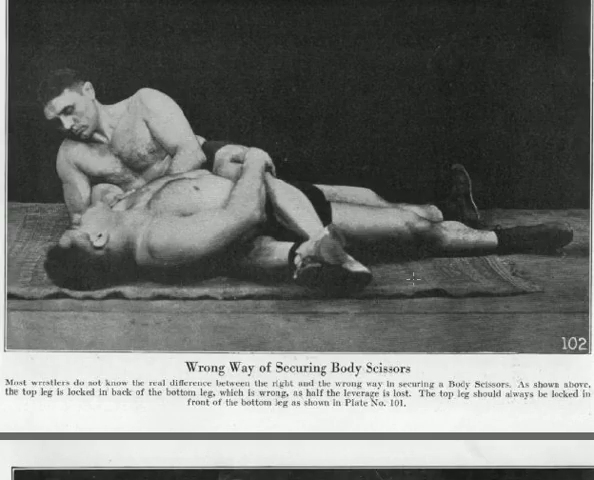 102
Wrong Way of Securing Body Scissors
Most wrestlers do not know the real difference between the right and the wrong way in securing a Body Scissors. As shown above,
the top leg is locked in back of the bottom leg, which is wrong, as half the leverage is lost. The top leg should always be locked in
front of the bottom leg as shown in Plate No. 101.